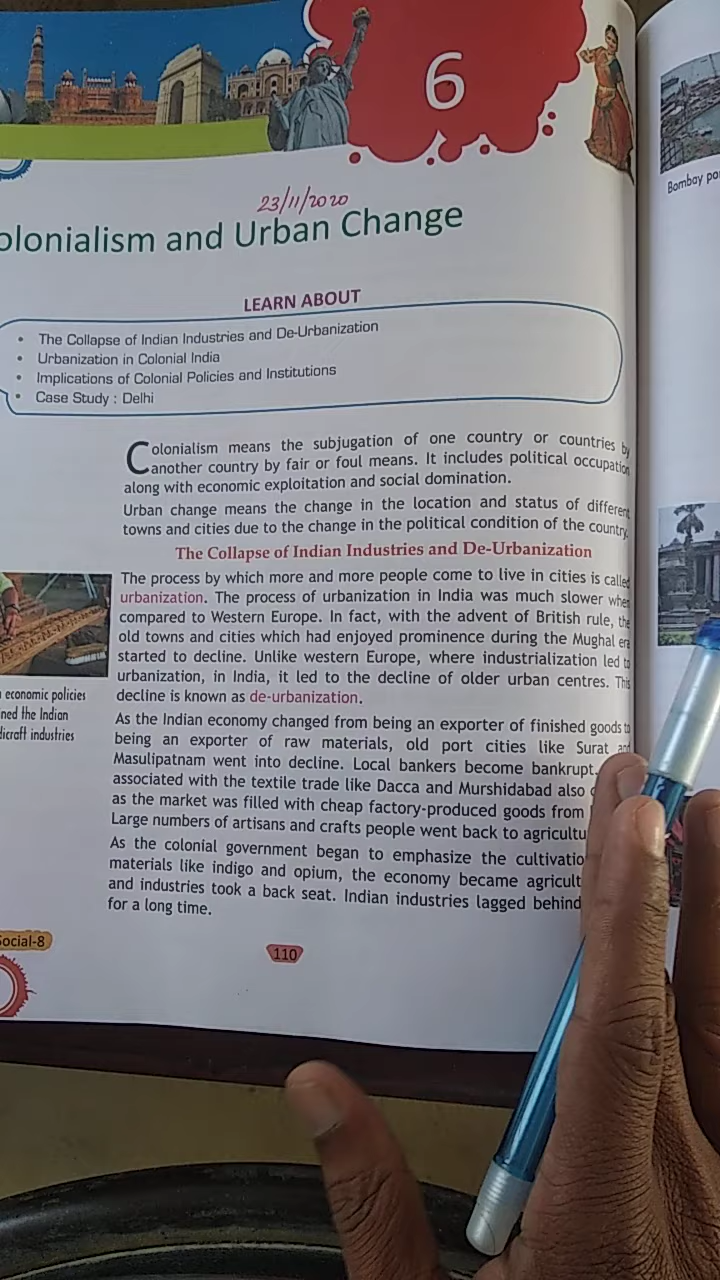 6
Bombay
23/11/2020
olonialism and Urban Change
LEARN ABOUT
• The Collapse of Indian Industries and De-Urbanization
• Urbanization in Colonial India
• Implications of Colonial Policies and Institutions
• Case Study : Delhi
Colonialism means the subjugation of one country or countries by
another country by fair or foul means. It includes political occupation
along with economic exploitation and social domination.
Urban change means the change in the location and status of different
towns and cities due to the change in the political condition of the country.
The Collapse of Indian Industries and De-Urbanization
The process by which more and more people come to live in cities is called
urbanization. The process of urbanization in India was much slower when
compared to Western Europe. In fact, with the advent of British rule, the
old towns and cities which had enjoyed prominence during the Mughal era
started to decline. Unlike western Europe, where industrialization led to
urbanization, in India, it led to the decline of older urban centres. This
decline is known as de-urbanization.
economic policies
ned the Indian
dicraft industries
As the Indian economy changed from being an exporter of finished goods to
being an exporter of raw materials, old port cities like Surat and
Masulipatnam went into decline. Local bankers become bankrupt.
associated with the textile trade like Dacca and Murshidabad also
as the market was filled with cheap factory-produced goods from
Large numbers of artisans and crafts people went back to agricultu
As the colonial government began to emphasize the cultivatio
materials like indigo and opium, the economy became agricult
and industries took a back seat. Indian industries lagged behind
for a long time.
Social-8
110